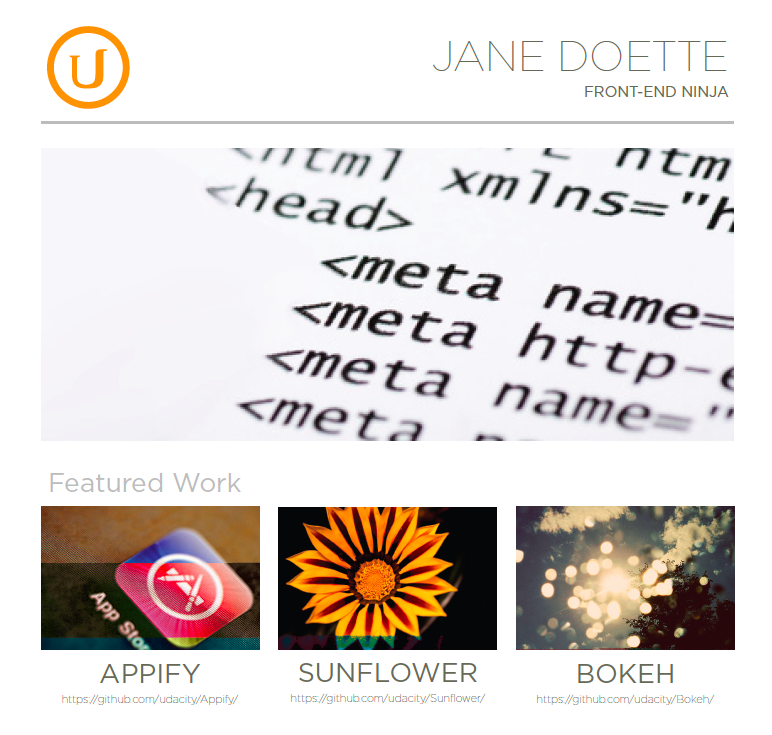 U
JANE DOETTE
FRONT-END NINJA
<html xmlns="h
<head>
<meta name=
<meta http-e
<meta name="
<meta
Featured Work
App Sto
APPIFY
SUNFLOWER
BOKEH
https://github.com/udacity/Appify/
https://github.com/udacity/Sunflower/
https://github.com/udacity/Bokeh/